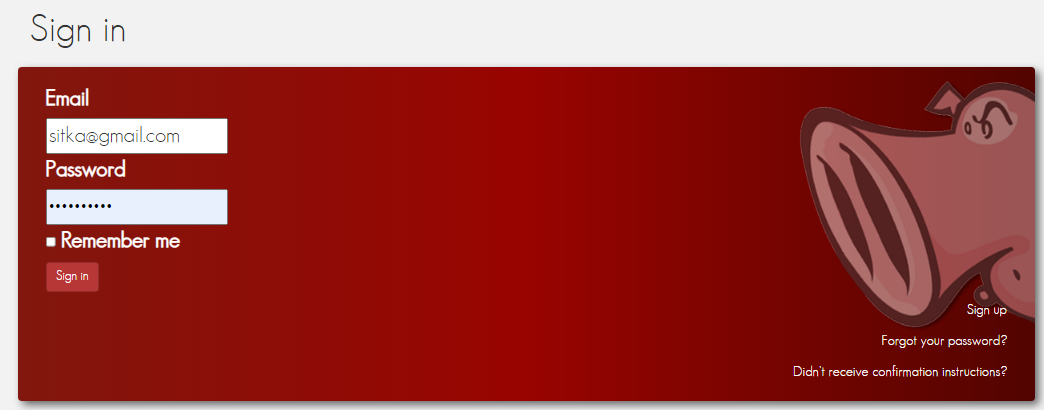 Sign in
Email
sitka@gmail.com
Password
••••••••••
Remember me
Sign in
Sign up
Forgot your password?
Didn't receive confirmation instructions?